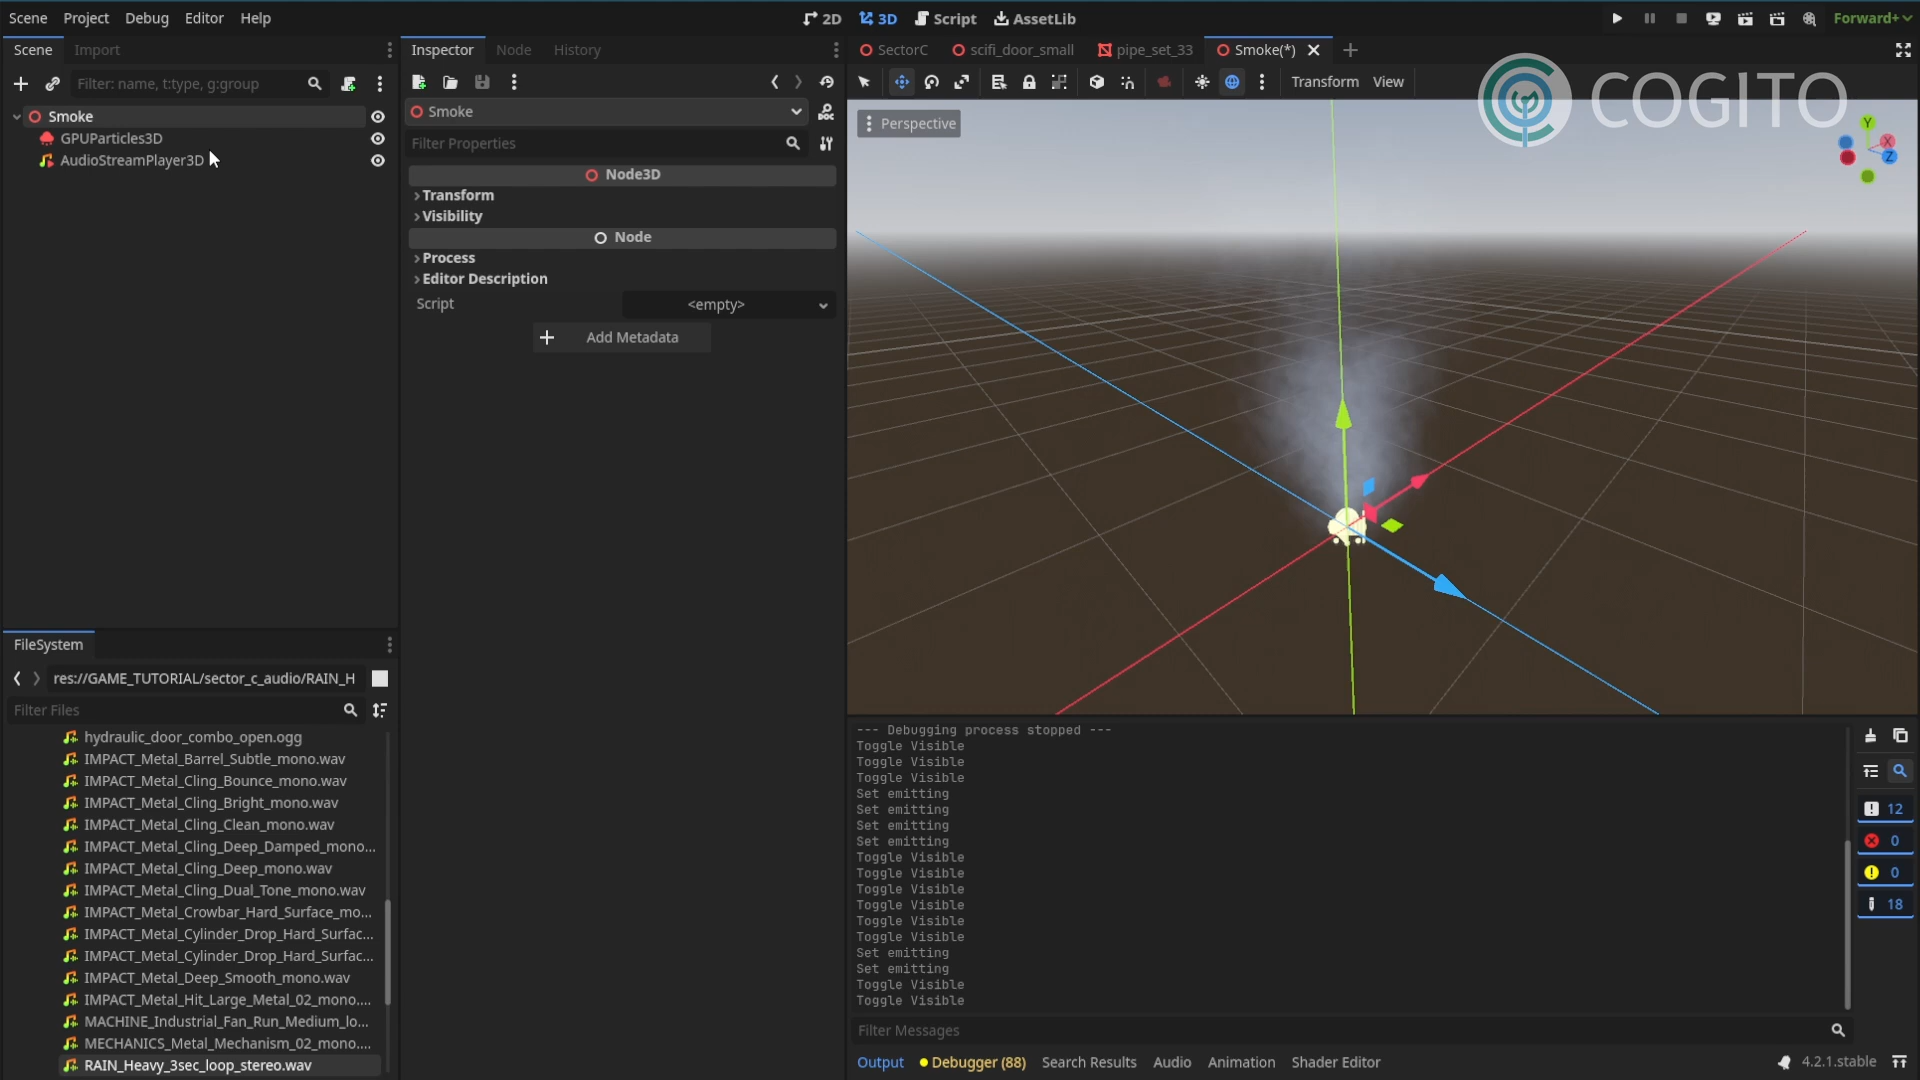 Scene Project Debug Editor Help
2D 3D Script AssetLib
Forward+
Scene Import
Filter: name, t:type, g:group
Smoke
GPUParticles3D
AudioStreamPlayer3D
Inspector Node History
Smoke
Filter Properties
Node3D
Transform
Visibility
Node
Process
Editor Description
Script <empty>
Add Metadata
SectorC scifi_door_small pipe_set_33 Smoke(*)
Transform View
COGITO
Perspective
Y
X
Z
FileSystem
res://GAME_TUTORIAL/sector_c_audio/RAIN_H
Filter Files
hydraulic_door_combo_open.ogg
IMPACT_Metal_Barrel_Subtle_mono.wav
IMPACT_Metal_Cling_Bounce_mono.wav
IMPACT_Metal_Cling_Bright_mono.wav
IMPACT_Metal_Cling_Clean_mono.wav
IMPACT_Metal_Cling_Deep_Damped_mono...
IMPACT_Metal_Cling_Deep_mono.wav
IMPACT_Metal_Cling_Dual_Tone_mono.wav
IMPACT_Metal_Crowbar_Hard_Surface_mo...
IMPACT_Metal_Cylinder_Drop_Hard_Surfac...
IMPACT_Metal_Cylinder_Drop_Hard_Surfac...
IMPACT_Metal_Deep_Smooth_mono.wav
IMPACT_Metal_Hit_Large_Metal_02_mono....
MACHINE_Industrial_Fan_Run_Medium_lo...
MECHANICS_Metal_Mechanism_02_mono....
RAIN_Heavy_3sec_loop_stereo.wav
--- Debugging process stopped ---
Toggle Visible
Toggle Visible
Toggle Visible
Set emitting
Set emitting
Set emitting
Set emitting
Toggle Visible
Toggle Visible
Toggle Visible
Toggle Visible
Toggle Visible
Toggle Visible
Set emitting
Set emitting
Toggle Visible
Toggle Visible
12
0
0
18
Filter Messages
Output Debugger (88) Search Results Audio Animation Shader Editor
4.2.1.stable